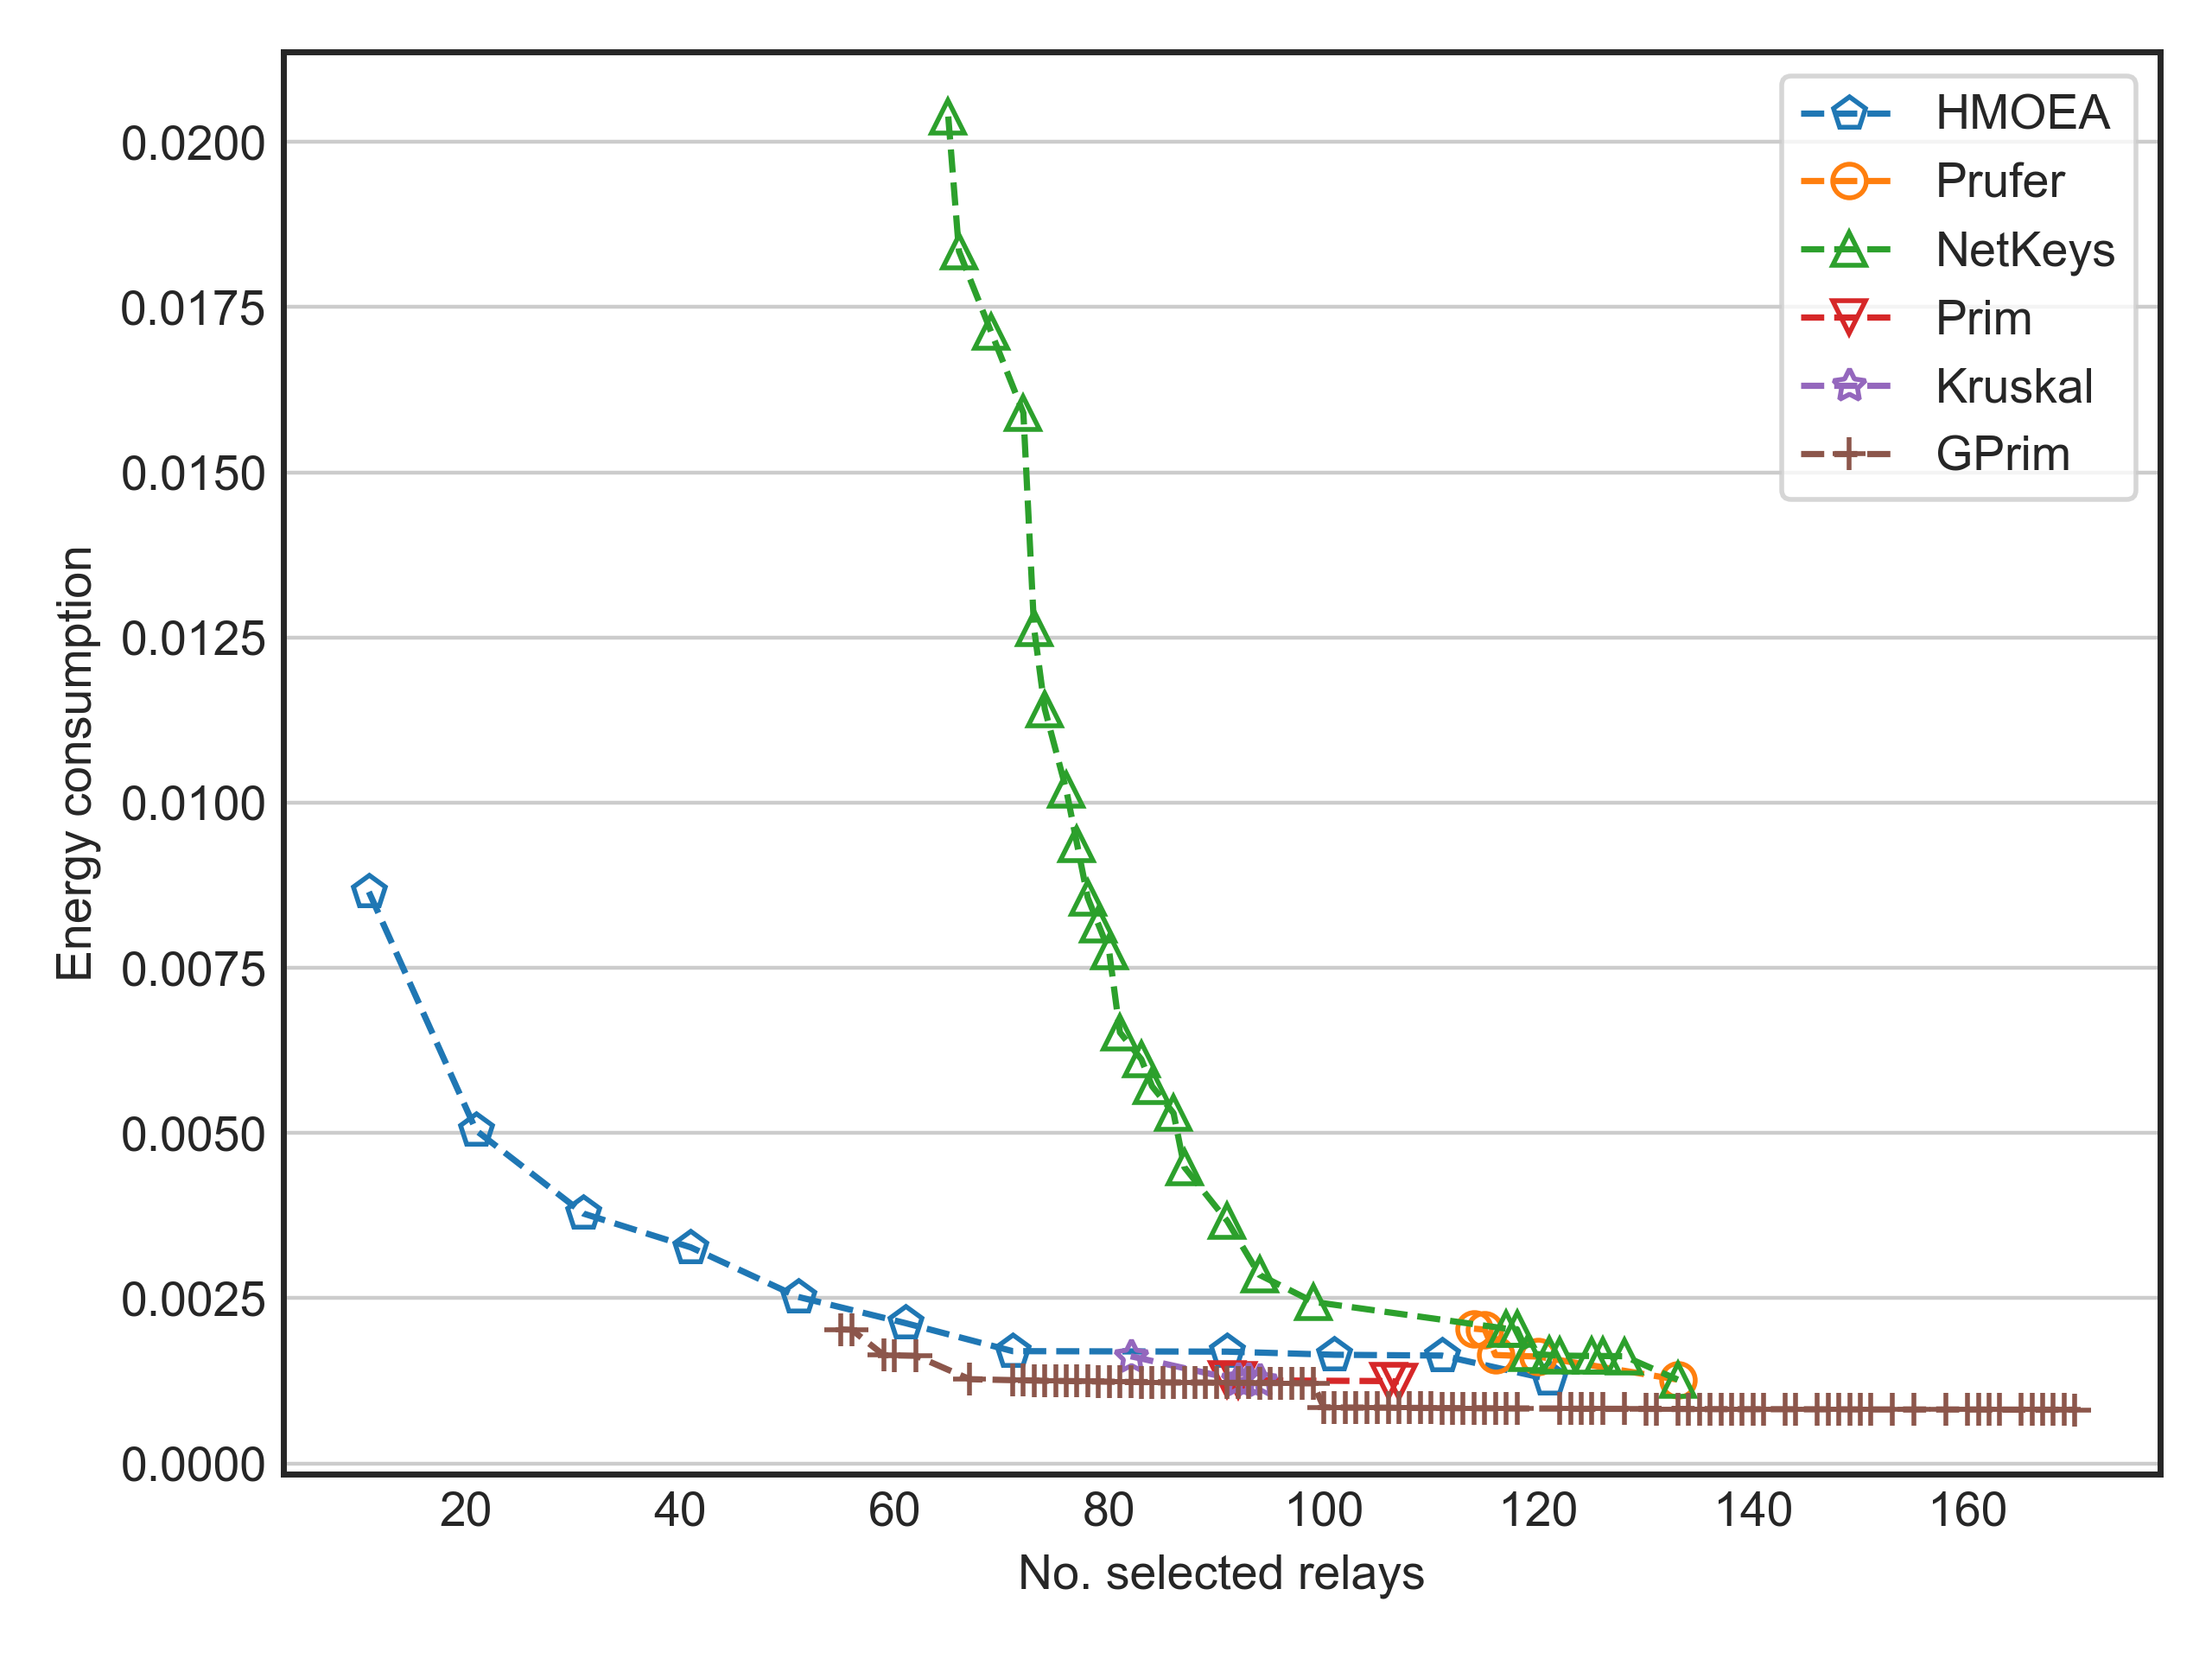 Energy consumption
0.0200
0.0175
0.0150
0.0125
0.0100
0.0075
0.0050
0.0025
0.0000
HMOEA
Prufer
NetKeys
Prim
Kruskal
GPrim
20 40 60 80 100 120 140 160
No. selected relays